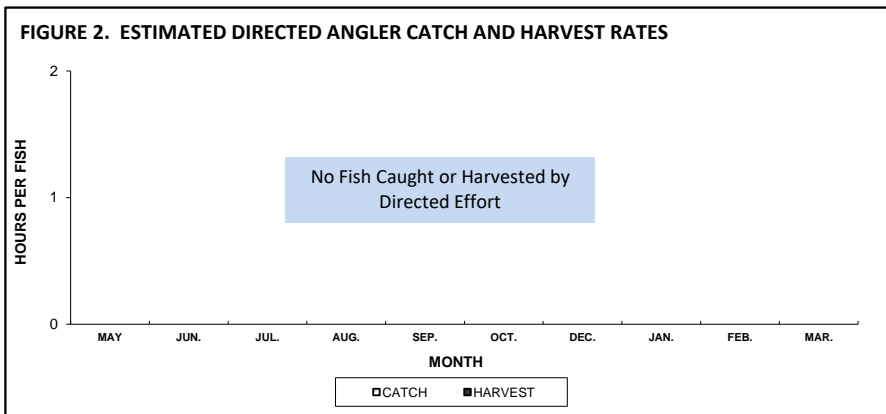 FIGURE 2. ESTIMATED DIRECTED ANGLER CATCH AND HARVEST RATES
2
1
0
HOURS PER FISH
No Fish Caught or Harvested by
Directed Effort
MAY JUN. JUL. AUG. SEP. OCT. DEC. JAN. FEB. MAR.
MONTH
CATCH HARVEST